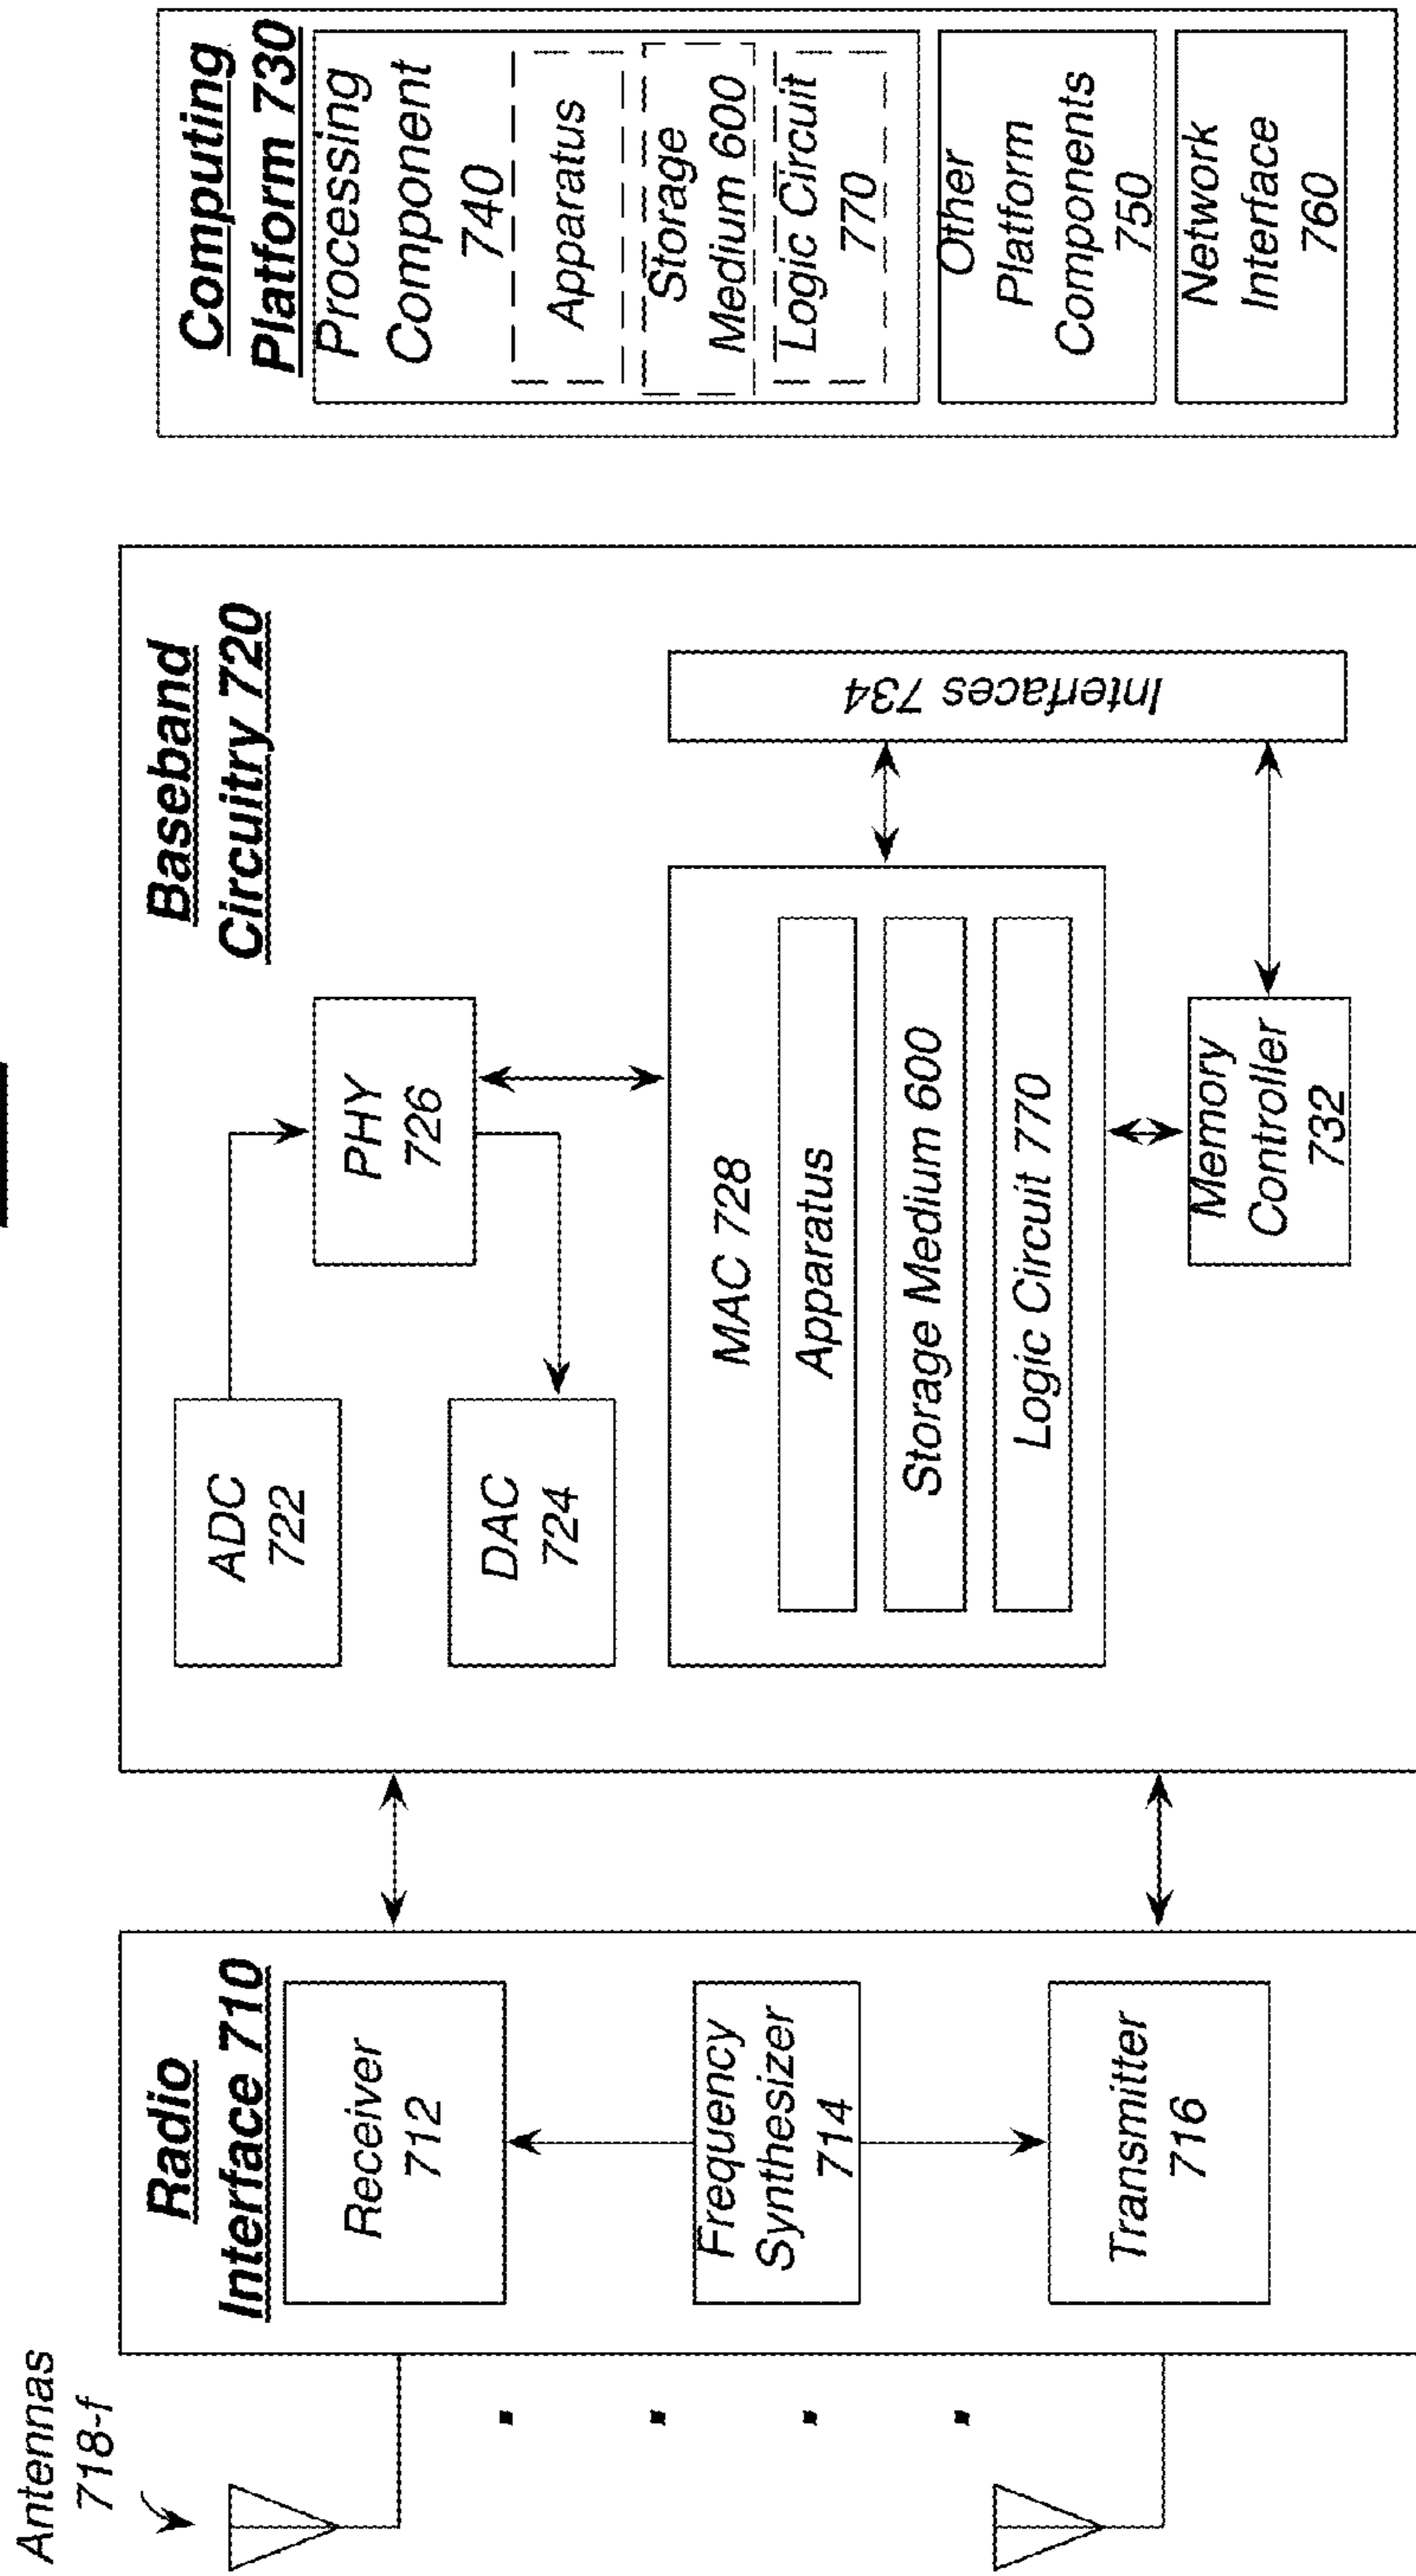 Antennas
718-f
Radio
Interface 710
Receiver
712
Frequency
Synthesizer
714
Transmitter
716
Baseband
Circuitry 720
ADC
722
DAC
724
PHY
726
MAC 728
Apparatus
Storage Medium 600
Logic Circuit 770
Memory
Controller
732
Interfaces 734
Computing
Platform 730
Processing
Component
740
Apparatus
Storage
Medium 600
Logic Circuit
770
Other
Platform
Components
750
Network
Interface
760